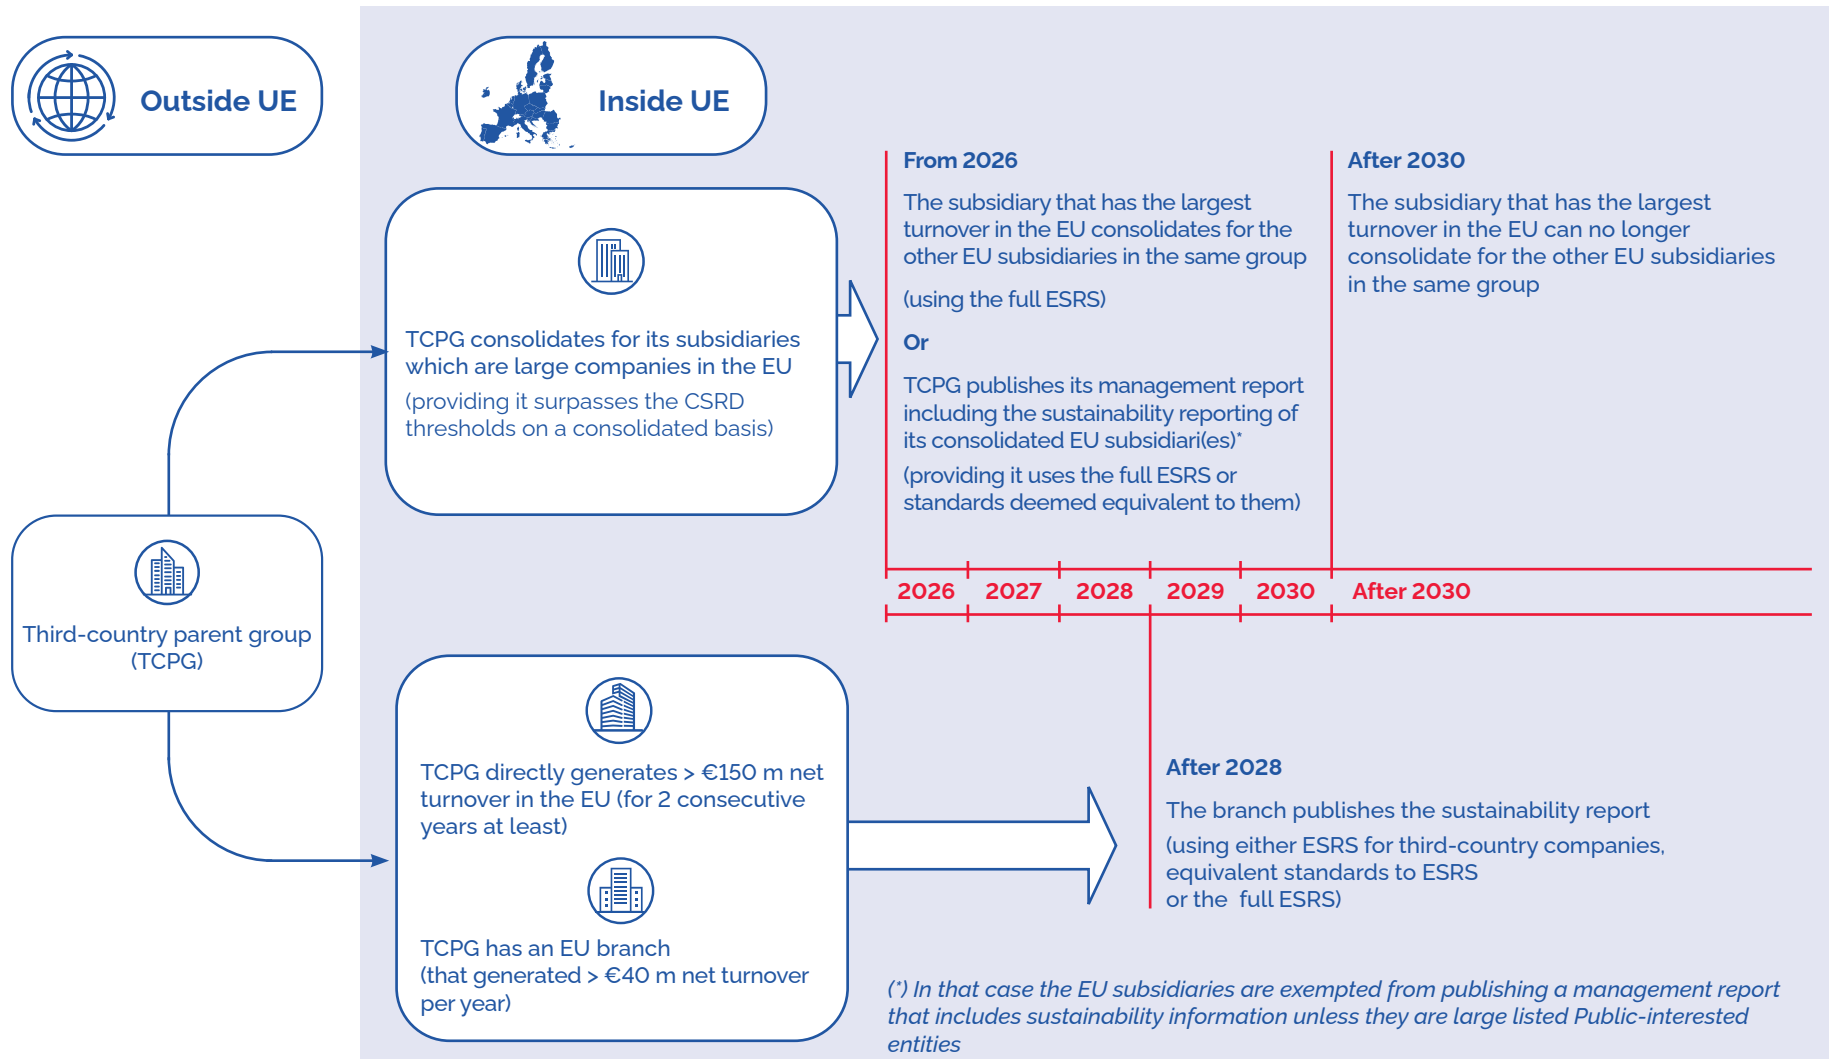 Outside UE
Inside UE
TCPG consolidates for its subsidiaries
which are large companies in the EU
(providing it surpasses the CSRD
thresholds on a consolidated basis)
From 2026
The subsidiary that has the largest
turnover in the EU consolidates for the
other EU subsidiaries in the same group
(using the full ESRS)
Or
TCPG publishes its management report
including the sustainability reporting of
its consolidated EU subsidiari(es)*
(providing it uses the full ESRS or
standards deemed equivalent to them)
After 2030
The subsidiary that has the largest
turnover in the EU can no longer
consolidate for the other EU subsidiaries
in the same group
2026 2027 2028 2029 2030 After 2030
Third-country parent group
(TCPG)
TCPG directly generates > €150 m net
turnover in the EU (for 2 consecutive
years at least)
TCPG has an EU branch
(that generated > €40 m net turnover
per year)
After 2028
The branch publishes the sustainability report
(using either ESRS for third-country companies,
equivalent standards to ESRS
or the full ESRS)
(*) In that case the EU subsidiaries are exempted from publishing a management report
that includes sustainability information unless they are large listed Public-interested
entities